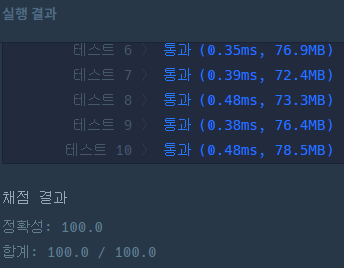 실행 결과
테스트 6 〉 통과 (0.35ms, 76.9MB)
테스트 7 〉 통과 (0.39ms, 72.4MB)
테스트 8 〉 통과 (0.48ms, 73.3MB)
테스트 9 〉 통과 (0.38ms, 76.4MB)
테스트 10 〉 통과 (0.48ms, 78.5MB)
채점 결과
정확성: 100.0
합계: 100.0 / 100.0